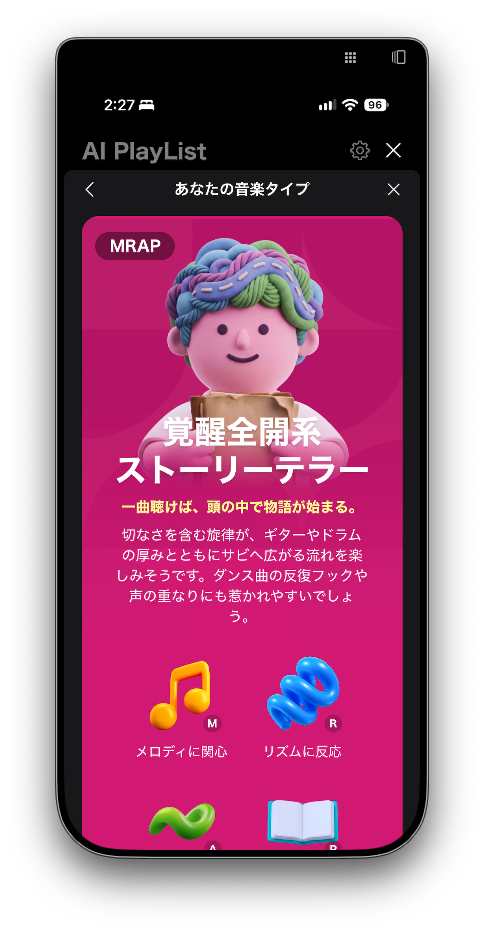 2:27
96
AI PlayList
あなたの音楽タイプ
MRAP
覚醒全開系
ストーリーテラー
一曲聴けば、頭の中で物語が始まる。
切なさを含む旋律が、ギターやドラム
の厚みとともにサビへ広がる流れを楽
しみそうです。ダンス曲の反復フックや
声の重なりにも惹かれやすいでしょ
う。
M
R
メロディに関心
リズムに反応
A